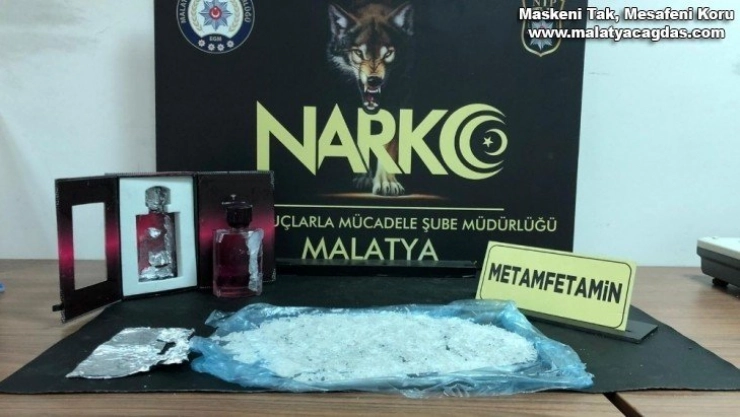 Maskeni Tak, Mesafeni Koru
www.malatyacagdas.com
NARKO
UÇLARLA MÜCADELE ŞUBE MÜDÜRLÜĞÜ
MALATYA
METAMFETAMİN